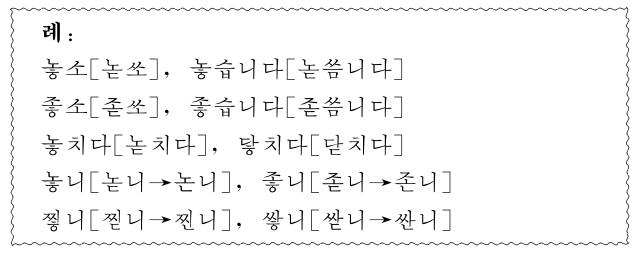 례:
놓소[녿쏘], 놓습니다[녿씀니다]
좋소[졷쏘], 좋습니다[졷씀니다]
놓치다[녿치다], 닿치다[닫치다]
놓니[녿니→논니], 좋니[졷니→존니]
찧니[찓니→찐니], 쌓니[싿니→싼니]